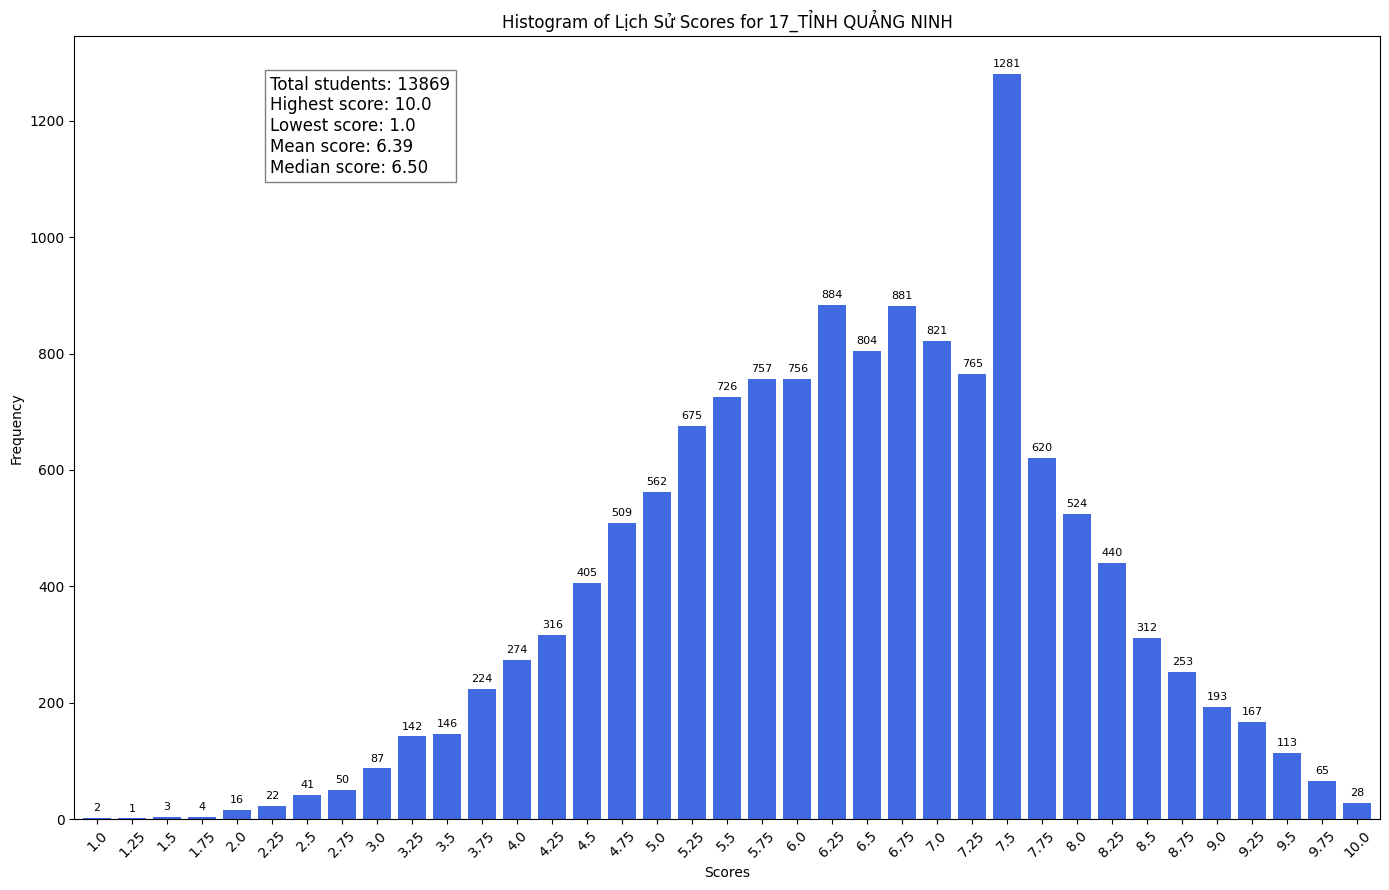 Histogram of Lịch Sử Scores for 17_TỈNH QUẢNG NINH
Total students: 13869
Highest score: 10.0
Lowest score: 1.0
Mean score: 6.39
Median score: 6.50
Frequency
1200
1000
800
600
400
200
0
2 1 3 4 16 22 41 50 87 142 146 224 274 316 405 509 562 675 726 757 756 884 804 881 821 765 1281 620 524 440 312 253 193 167 113 65 28
1.0 1.25 1.5 1.75 2.0 2.25 2.5 2.75 3.0 3.25 3.5 3.75 4.0 4.25 4.5 4.75 5.0 5.25 5.5 5.75 6.0 6.25 6.5 6.75 7.0 7.25 7.5 7.75 8.0 8.25 8.5 8.75 9.0 9.25 9.5 9.75 10.0
Scores